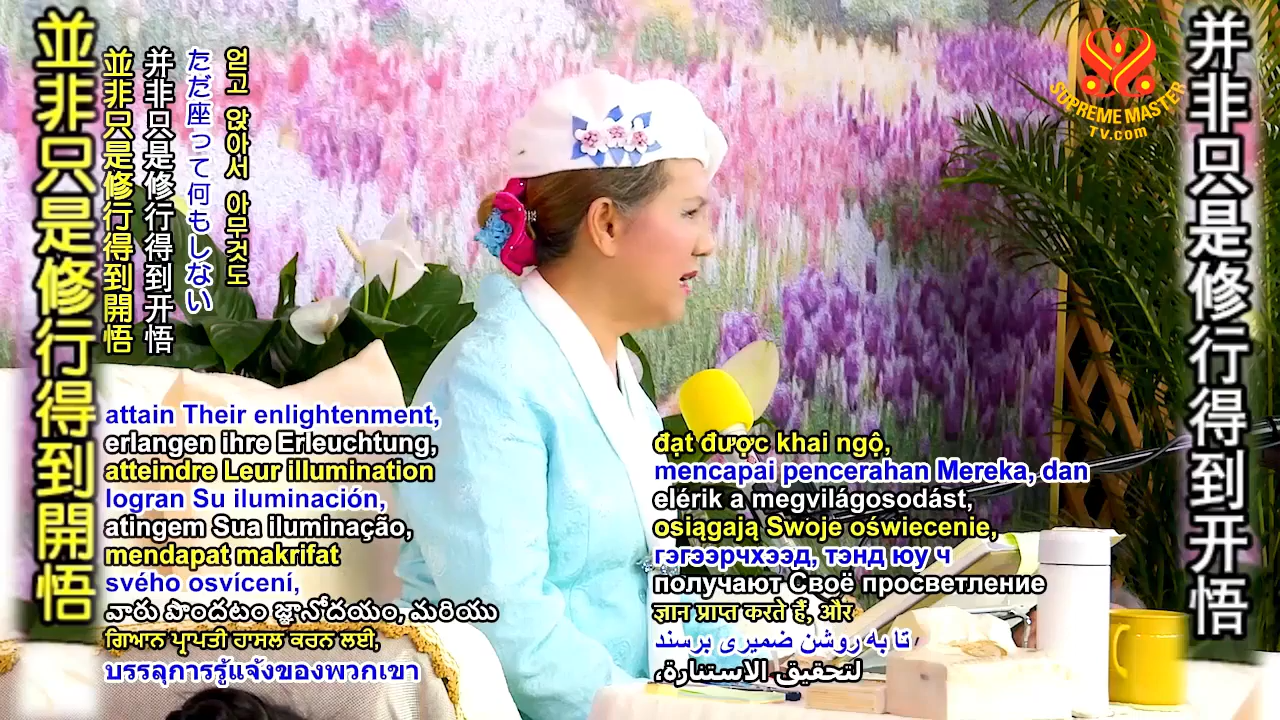 並非只是修行得到開悟
並非只是修行得到開悟
并非只是修行得到开悟
ただ座って何もしない
얻고 앉아서 아무것도
SUPREME MASTER
TV.com
并非只是修行得到开悟
attain Their enlightenment,
erlangen ihre Erleuchtung,
atteindre Leur illumination
logran Su iluminación,
atingem Sua iluminação,
mendapat makrifat
svého osvícení,
వారు పొందటం జ్ఞానోదయం, మరియు
ਗਿਆਨ ਪ੍ਰਾਪਤੀ ਹਾਸਲ ਕਰਨ ਲਈ,
บรรลุการรู้แจ้งของพวกเขา
đạt được khai ngộ,
mencapai pencerahan Mereka, dan
elérik a megvilágosodást,
osiągają Swoje oświecenie,
гэгээрчхээд, тэнд юу ч
получают Своё просветление
ज्ञान प्राप्त करते हैं, और
تا به روشن ضمیری برسند
لتحقيق الاستنارة،